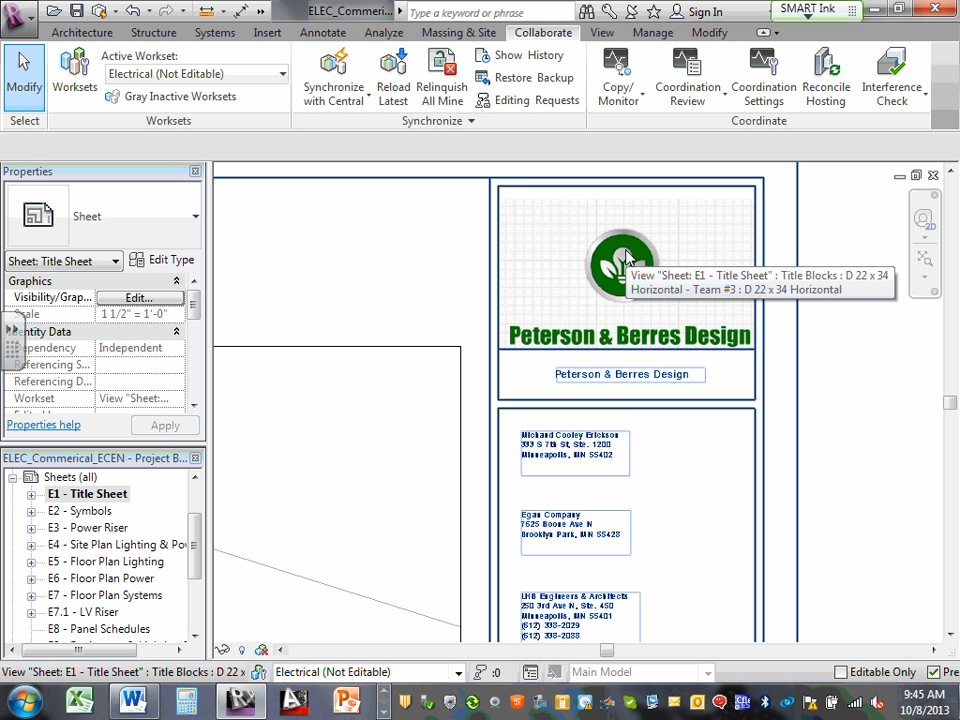 ELEC_Commeri...
Type a keyword or phrase
Sign In
SMART Ink
Architecture
Structure
Systems
Insert
Annotate
Analyze
Massing & Site
Collaborate
View
Manage
Modify
Modify
Worksets
Active Workset:
Electrical (Not Editable)
Gray Inactive Worksets
Synchronize
with Central
Reload
Latest
Relinquish
All Mine
Show History
Restore Backup
Editing Requests
Copy/
Monitor
Coordination
Review
Coordination
Settings
Reconcile
Hosting
Interference
Check
Select
Worksets
Synchronize
Coordinate
Properties
Sheet
Sheet: Title Sheet
Edit Type
Graphics
Visibility/Grap...
Edit...
Scale
1 1/2" = 1'-0"
Identity Data
Dependency
Independent
Referencing S...
Referencing D...
Workset
View "Sheet:...
Properties help
Apply
ELEC_Commerical_ECEN - Project B...
Sheets (all)
E1 - Title Sheet
E2 - Symbols
E3 - Power Riser
E4 - Site Plan Lighting & Po
E5 - Floor Plan Lighting
E6 - Floor Plan Power
E7 - Floor Plan Systems
E7.1 - LV Riser
E8 - Panel Schedules
2D
View "Sheet: E1 - Title Sheet" : Title Blocks : D 22 x 34
Horizontal - Team #3 : D 22 x 34 Horizontal
Peterson & Berres Design
Peterson & Berres Design
Michaud Cooley Erickson
333 S 7th St, Ste. 1200
Minneapolis, MN 55402
Egan Company
7625 Boone Ave N
Brooklyn Park, MN 55428
LHB Engineers & Architects
250 3rd Ave N, Ste. 450
Minneapolis, MN 55401
(612) 338-2029
(612) 338-2088
View "Sheet: E1 - Title Sheet" : Title Blocks : D 22 x
Electrical (Not Editable)
:0
Main Model
Editable Only
Pre
9:45 AM
10/8/2013